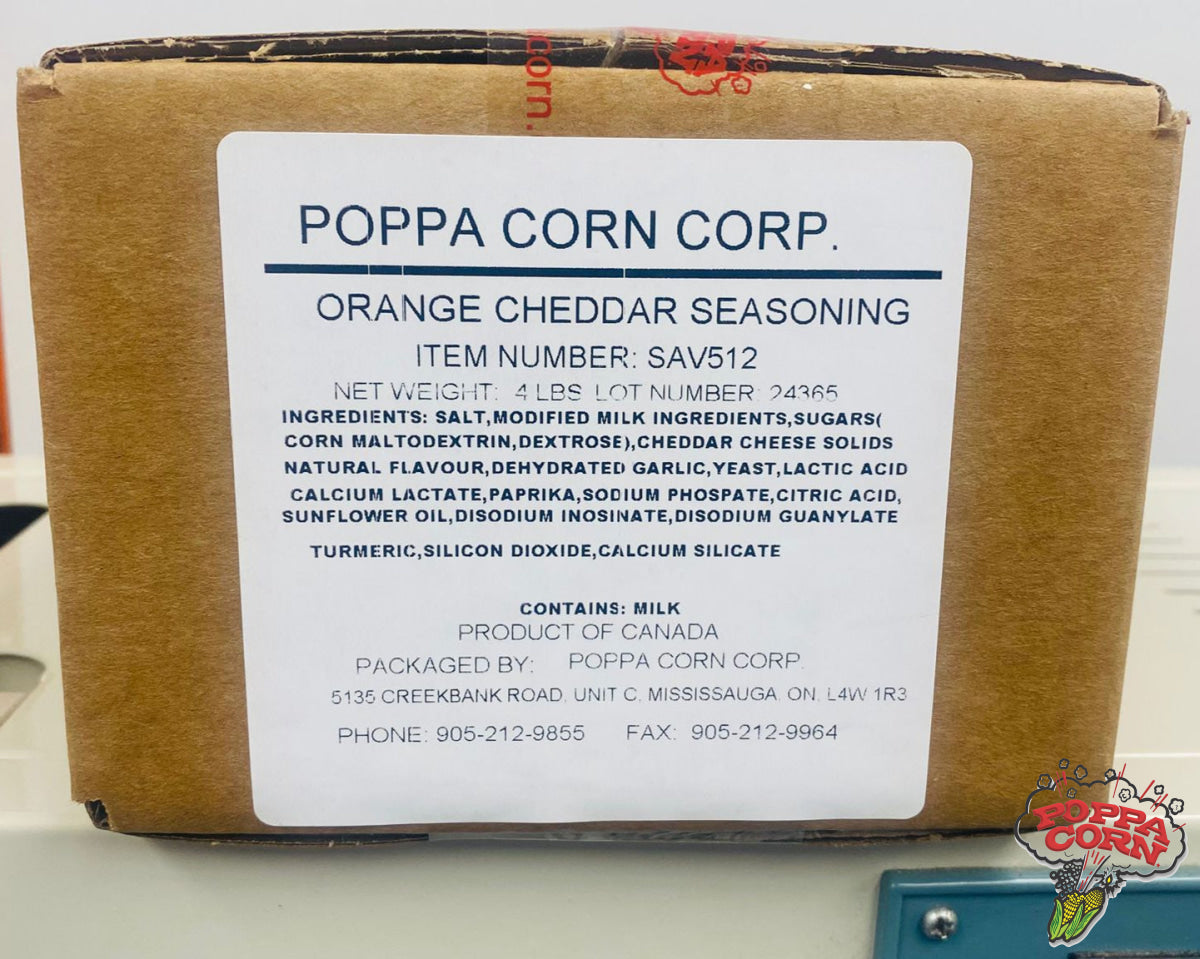 corn.
POPPA CORN CORP.
ORANGE CHEDDAR SEASONING
ITEM NUMBER: SAV512
NET WEIGHT: 4 LBS LOT NUMBER: 24365
INGREDIENTS: SALT,MODIFIED MILK INGREDIENTS,SUGARS(
CORN MALTODEXTRIN,DEXTROSE),CHEDDAR CHEESE SOLIDS
NATURAL FLAVOUR,DEHYDRATED GARLIC,YEAST,LACTIC ACID
CALCIUM LACTATE,PAPRIKA,SODIUM PHOSPATE,CITRIC ACID,
SUNFLOWER OIL,DISODIUM INOSINATE,DISODIUM GUANYLATE
TURMERIC,SILICON DIOXIDE,CALCIUM SILICATE
CONTAINS: MILK
PRODUCT OF CANADA
PACKAGED BY: POPPA CORN CORP.
5135 CREEKBANK ROAD, UNIT C, MISSISSAUGA, ON, L4W 1R3
PHONE: 905-212-9855 FAX: 905-212-9964
POPPA
CORN